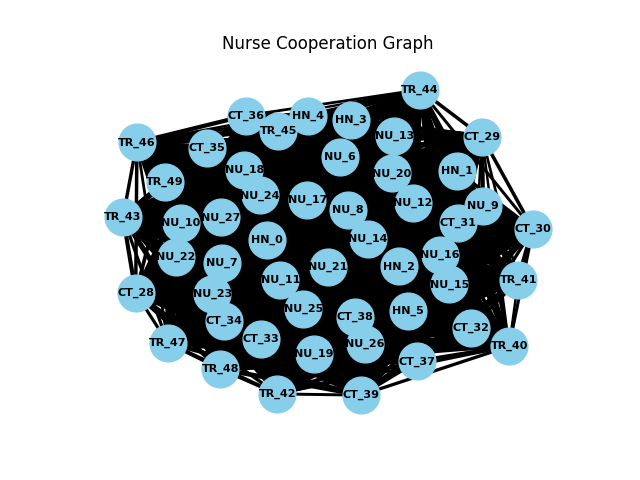 Nurse Cooperation Graph
TR_44
CT_36
HN_4
HN_3
TR_45
NU_13
CT_29
TR_46
CT_35
NU_6
NU_18
HN_1
NU_20
TR_49
NU_24
NU_17
NU_12
NU_9
NU_8
TR_43
NU_27
NU_10
CT_31
CT_30
HN_0
NU_14
NU_16
NU_22
NU_7
NU_21
HN_2
NU_11
TR_41
NU_15
CT_28
NU_23
NU_25
HN_5
CT_38
CT_34
CT_32
CT_33
TR_47
NU_26
TR_40
NU_19
CT_37
TR_48
TR_42
CT_39